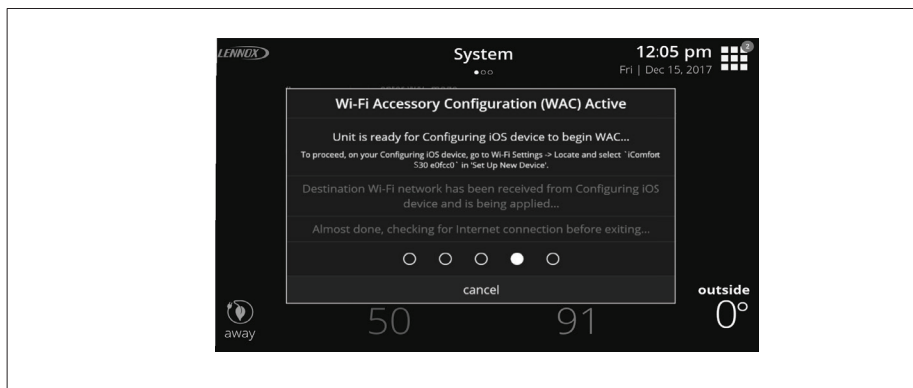 LENNOX
System
12:05 pm
2
Fri | Dec 15, 2017
Wi-Fi Accessory Configuration (WAC) Active
Unit is ready for Configuring iOS device to begin WAC...
To proceed, on your Configuring iOS device, go to Wi-Fi Settings -> Locate and select `iComfort
S30 e0fcc0` in 'Set Up New Device'.
Destination Wi-Fi network has been received from Configuring iOS
device and is being applied...
Almost done, checking for Internet connection before exiting...
cancel
outside
0°
away
50
91